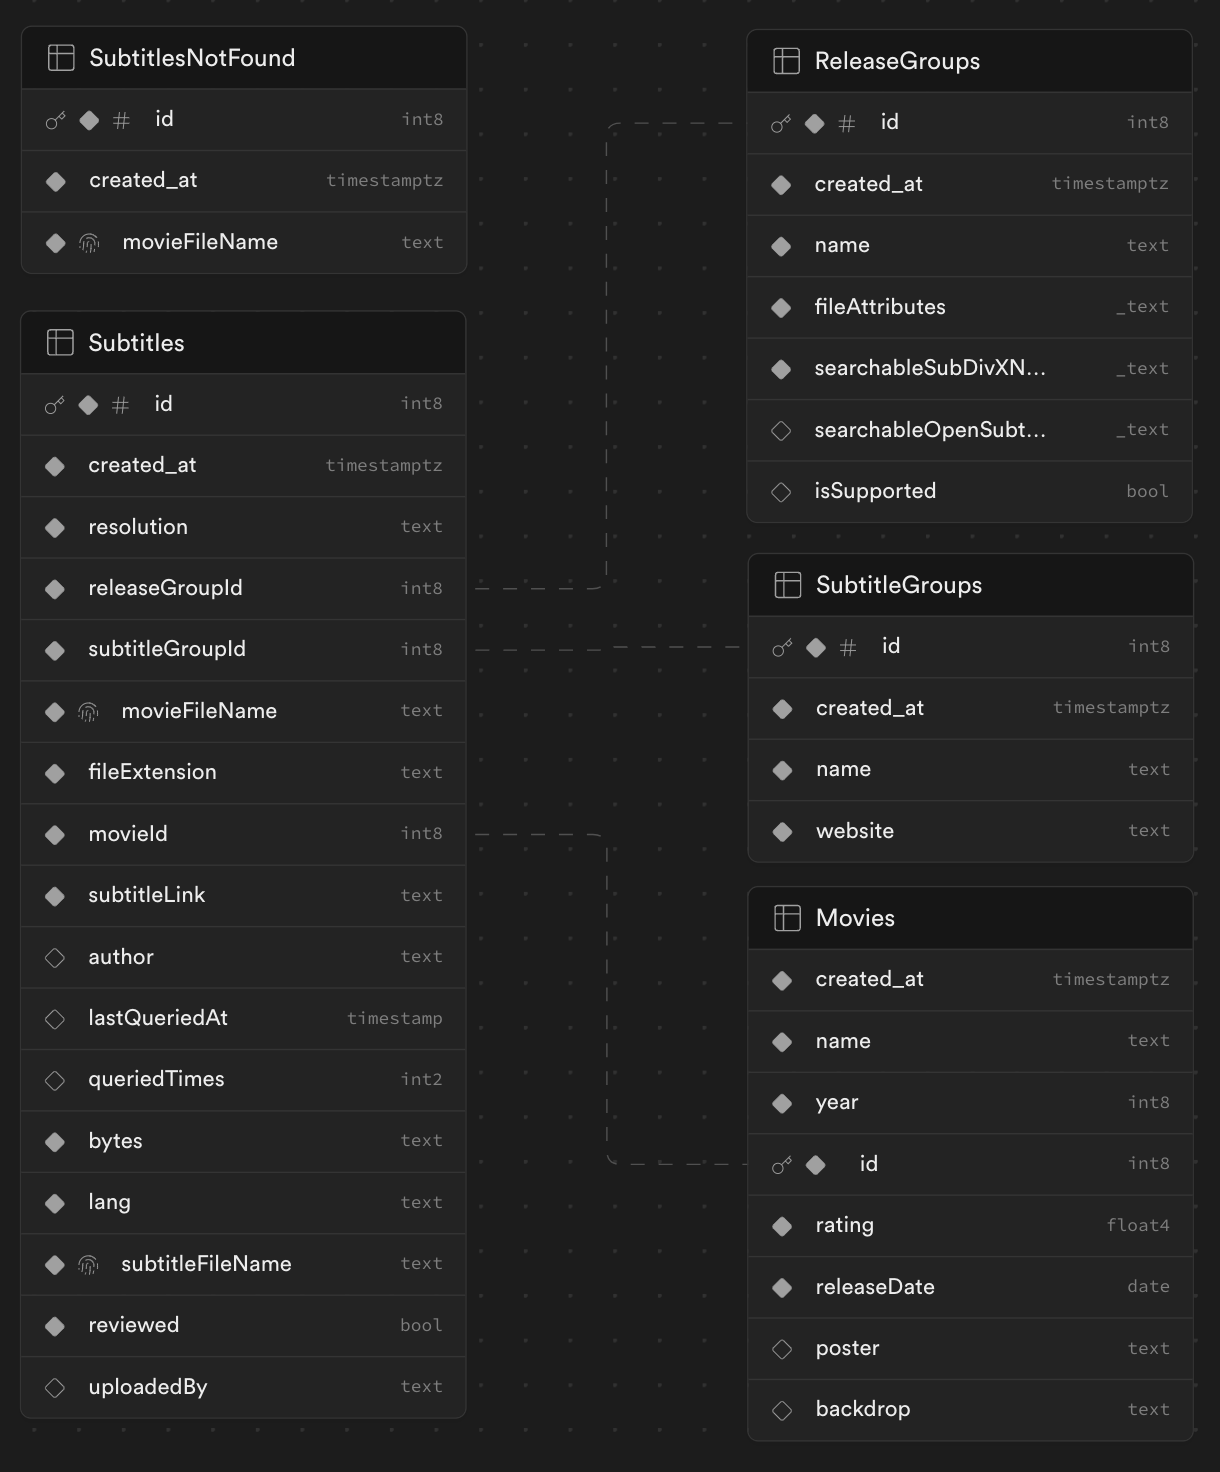 SubtitlesNotFound
# id int8
created_at timestamptz
movieFileName text
Subtitles
# id int8
created_at timestamptz
resolution text
releaseGroupId int8
subtitleGroupId int8
movieFileName text
fileExtension text
movieId int8
subtitleLink text
author text
lastQueriedAt timestamp
queriedTimes int2
bytes text
lang text
subtitleFileName text
reviewed bool
uploadedBy text
ReleaseGroups
# id int8
created_at timestamptz
name text
fileAttributes _text
searchableSubDivXN... _text
searchableOpenSubt... _text
isSupported bool
SubtitleGroups
# id int8
created_at timestamptz
name text
website text
Movies
created_at timestamptz
name text
year int8
id int8
rating float4
releaseDate date
poster text
backdrop text